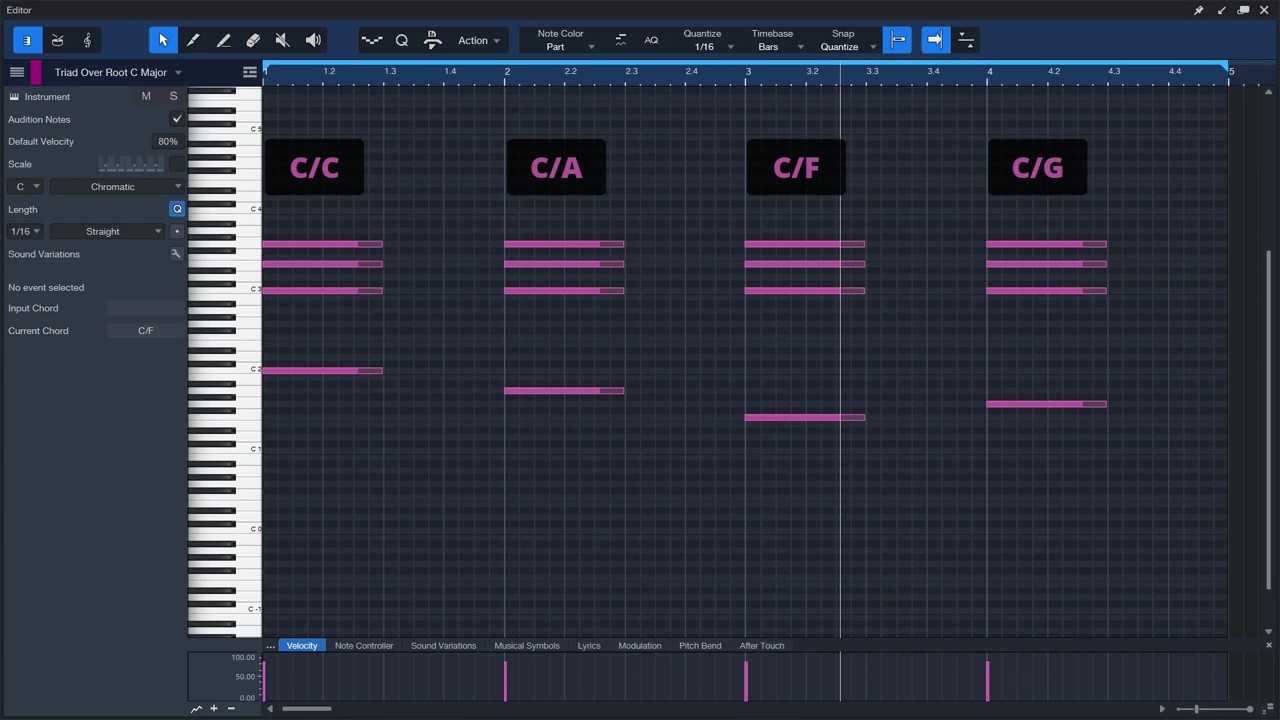 Editor
Note Color
Part
AQ
Quantize
1/16
Timebase
Bars
Snap
Quantize
Q
Action
Triad Over Root C Major
1 1.2 1.3 1.4 2 2.2 2.3 2.4 3 3.2 3.3 3.4 4 4.2 4.3 4.4 5
Instrument M S
Audition Notes
Default Velocity 80%
Scale
C Chromatic
Length Q
1/16 Straight
Sound Variations
No event selected
Input Chord
Current Chord C/F
C 5
C/C C/A C/F C/G
C 4
C 3
C 2
C 1
C 0
C -1
... Velocity Note Controller Sound Variations Musical Symbols Lyrics Modulation Pitch Bend After Touch
100.00
50.00
0.00